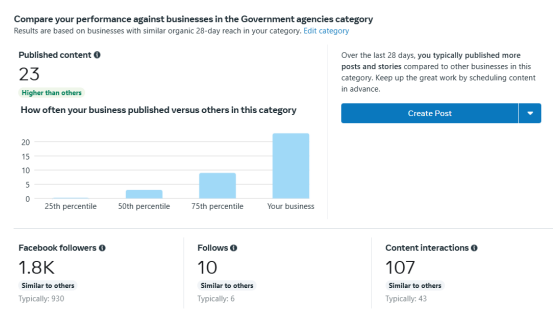 Compare your performance against businesses in the Government agencies category
Results are based on businesses with similar organic 28-day reach in your category. Edit category
Published content
23
Higher than others
How often your business published versus others in this category
20
15
10
5
0
25th percentile
50th percentile
75th percentile
Your business
Over the last 28 days, you typically published more
posts and stories compared to other businesses in this
category. Keep up the great work by scheduling content
in advance.
Create Post
Facebook followers
1.8K
Similar to others
Typically: 930
Follows
10
Similar to others
Typically: 6
Content interactions
107
Similar to others
Typically: 43